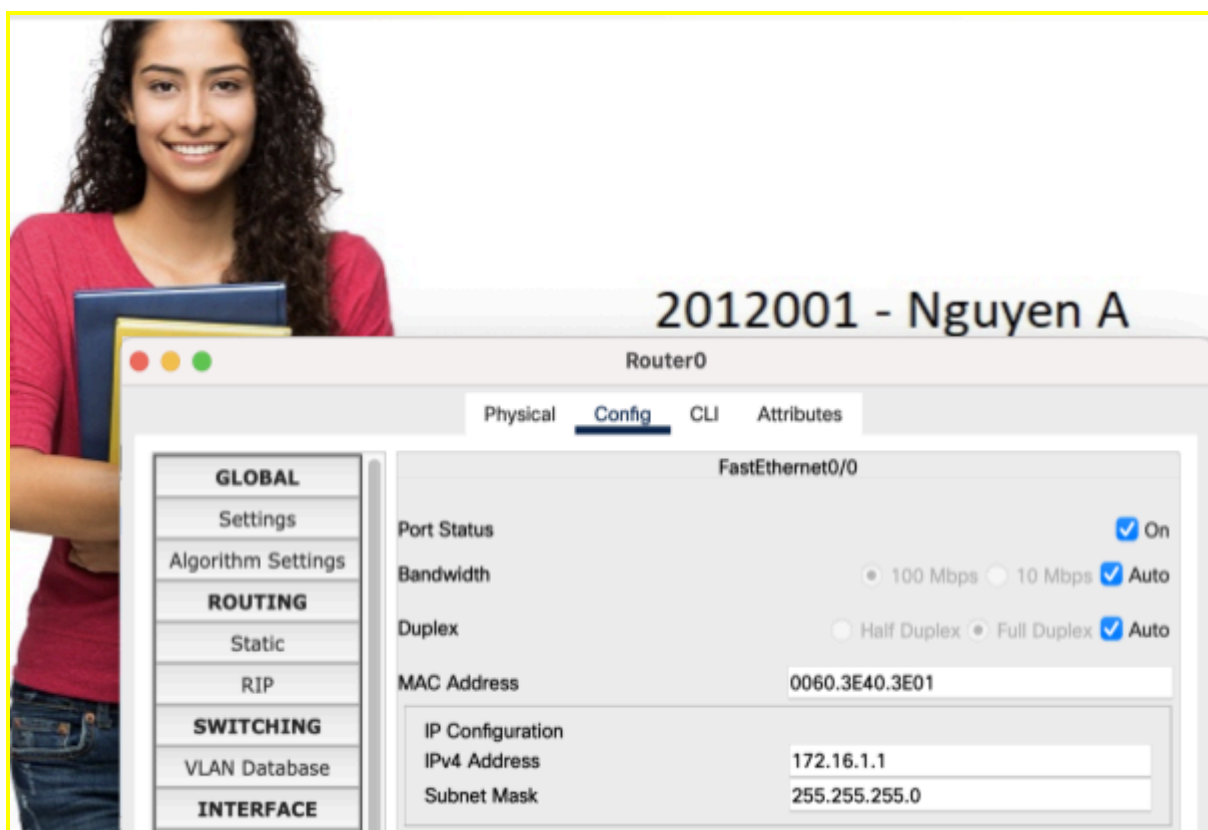 2012001 - Nguyen A
Router0
Physical Config CLI Attributes
GLOBAL
Settings
Algorithm Settings
ROUTING
Static
RIP
SWITCHING
VLAN Database
INTERFACE
FastEthernet0/0
Port Status On
Bandwidth 100 Mbps 10 Mbps Auto
Duplex Half Duplex Full Duplex Auto
MAC Address 0060.3E40.3E01
IP Configuration
IPv4 Address 172.16.1.1
Subnet Mask 255.255.255.0